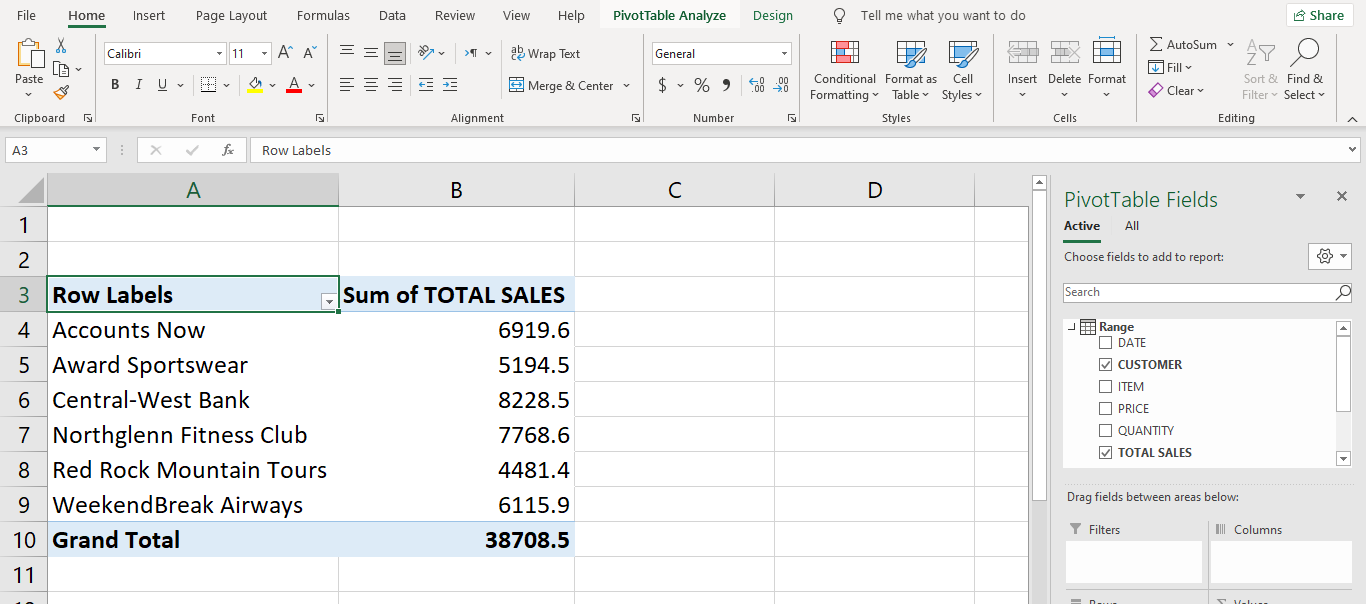 File Home Insert Page Layout Formulas Data Review View Help PivotTable Analyze Design Tell me what you want to do Share
Calibri 11 Wrap Text General AutoSum
Paste Conditional Format as Cell Insert Delete Format Fill Sort & Find &
B I U Merge & Center $ % 9 .00 Formatting Table Styles Clear Filter Select
Clipboard Font Alignment Number Styles Cells Editing
A3 fx Row Labels
A B C D
1
2
3 Row Labels Sum of TOTAL SALES
4 Accounts Now 6919.6
5 Award Sportswear 5194.5
6 Central-West Bank 8228.5
7 Northglenn Fitness Club 7768.6
8 Red Rock Mountain Tours 4481.4
9 WeekendBreak Airways 6115.9
10 Grand Total 38708.5
11
PivotTable Fields
Active All
Choose fields to add to report:
Search
Range
DATE
CUSTOMER
ITEM
PRICE
QUANTITY
TOTAL SALES
Drag fields between areas below:
Filters Columns
Rows Values